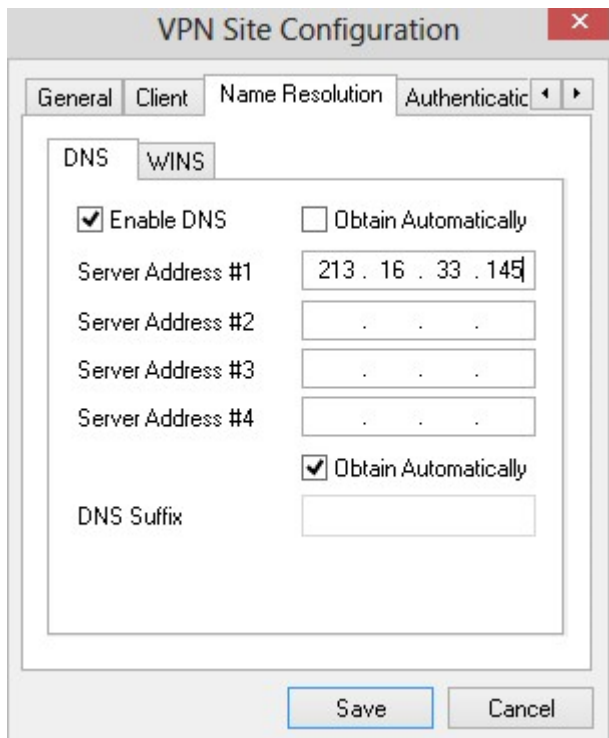 VPN Site Configuration
General Client Name Resolution Authenticatic
DNS WINS
Enable DNS Obtain Automatically
Server Address #1 213 . 16 . 33 . 145
Server Address #2 . . .
Server Address #3 . . .
Server Address #4 . . .
Obtain Automatically
DNS Suffix
Save Cancel